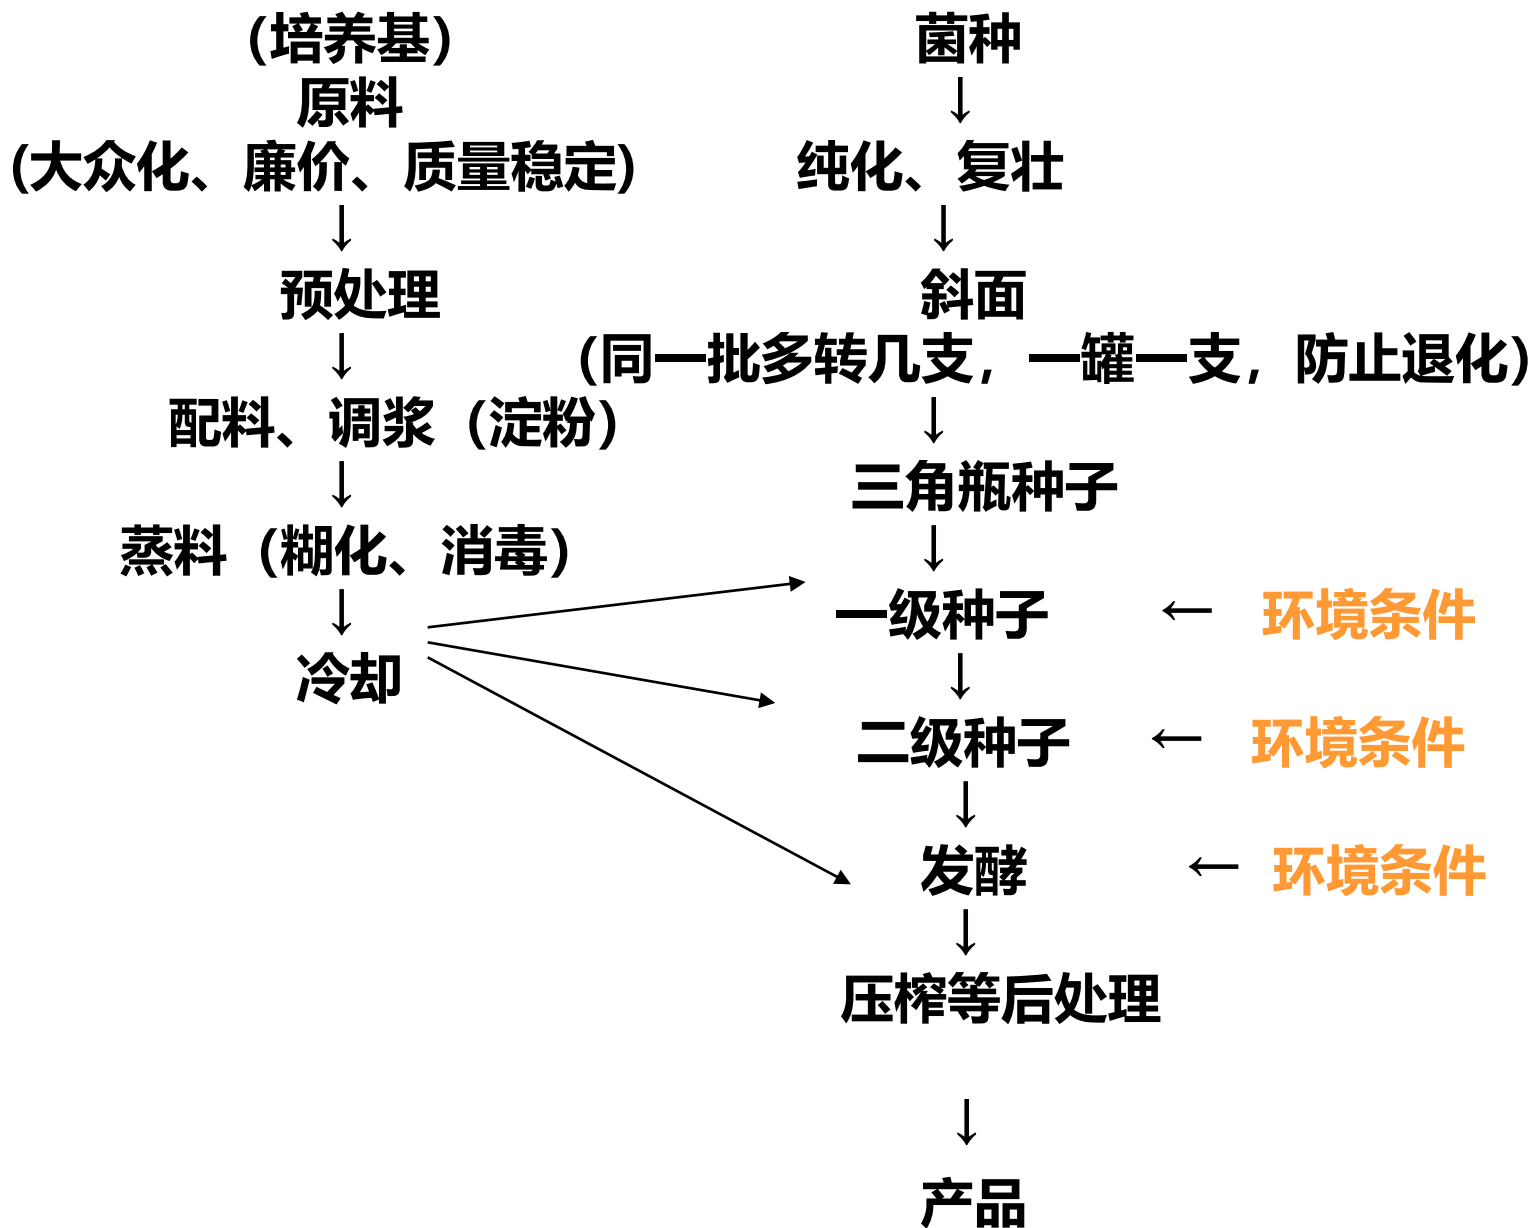 （培养基）
原料
(大众化、廉价、质量稳定)
↓
预处理
↓
配料、调浆（淀粉）
↓
蒸料（糊化、消毒）
↓
冷却
菌种
↓
纯化、复壮
↓
斜面
（同一批多转几支，一罐一支，防止退化）
↓
三角瓶种子
↓
一级种子 ← 环境条件
↓
二级种子 ← 环境条件
↓
发酵 ← 环境条件
↓
压榨等后处理
↓
产品